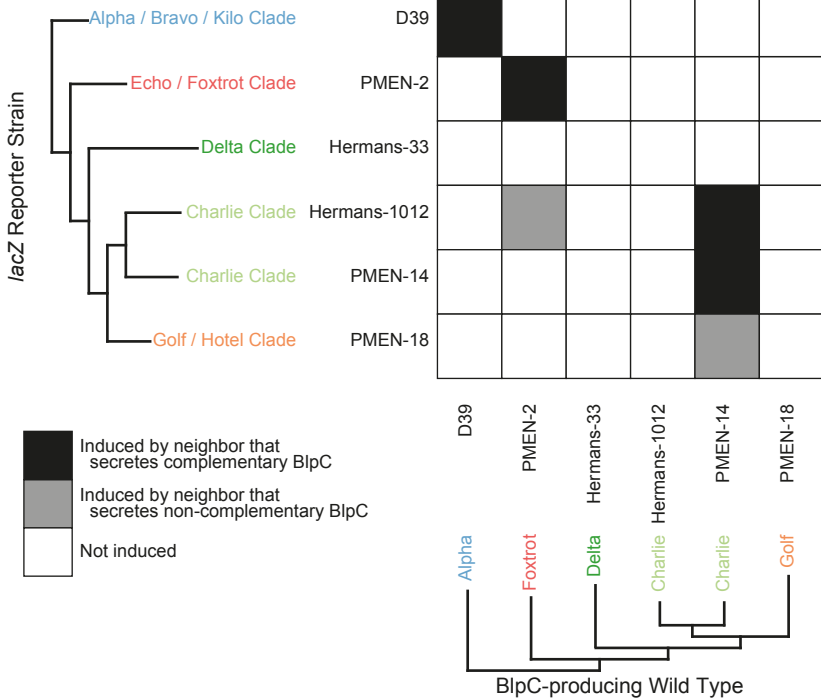 lacZ Reporter Strain
Alpha / Bravo / Kilo Clade D39
Echo / Foxtrot Clade PMEN-2
Delta Clade Hermans-33
Charlie Clade Hermans-1012
Charlie Clade PMEN-14
Golf / Hotel Clade PMEN-18
Induced by neighbor that
secretes complementary BlpC
Induced by neighbor that
secretes non-complementary BlpC
Not induced
D39
PMEN-2
Hermans-33
Hermans-1012
PMEN-14
PMEN-18
Alpha
Foxtrot
Delta
Charlie
Charlie
Golf
BlpC-producing Wild Type